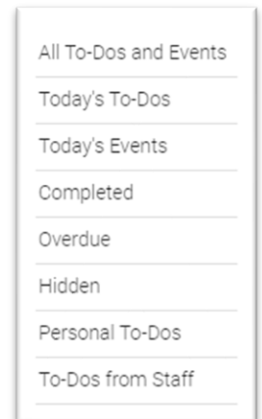 All To-Dos and Events
Today's To-Dos
Today's Events
Completed
Overdue
Hidden
Personal To-Dos
To-Dos from Staff